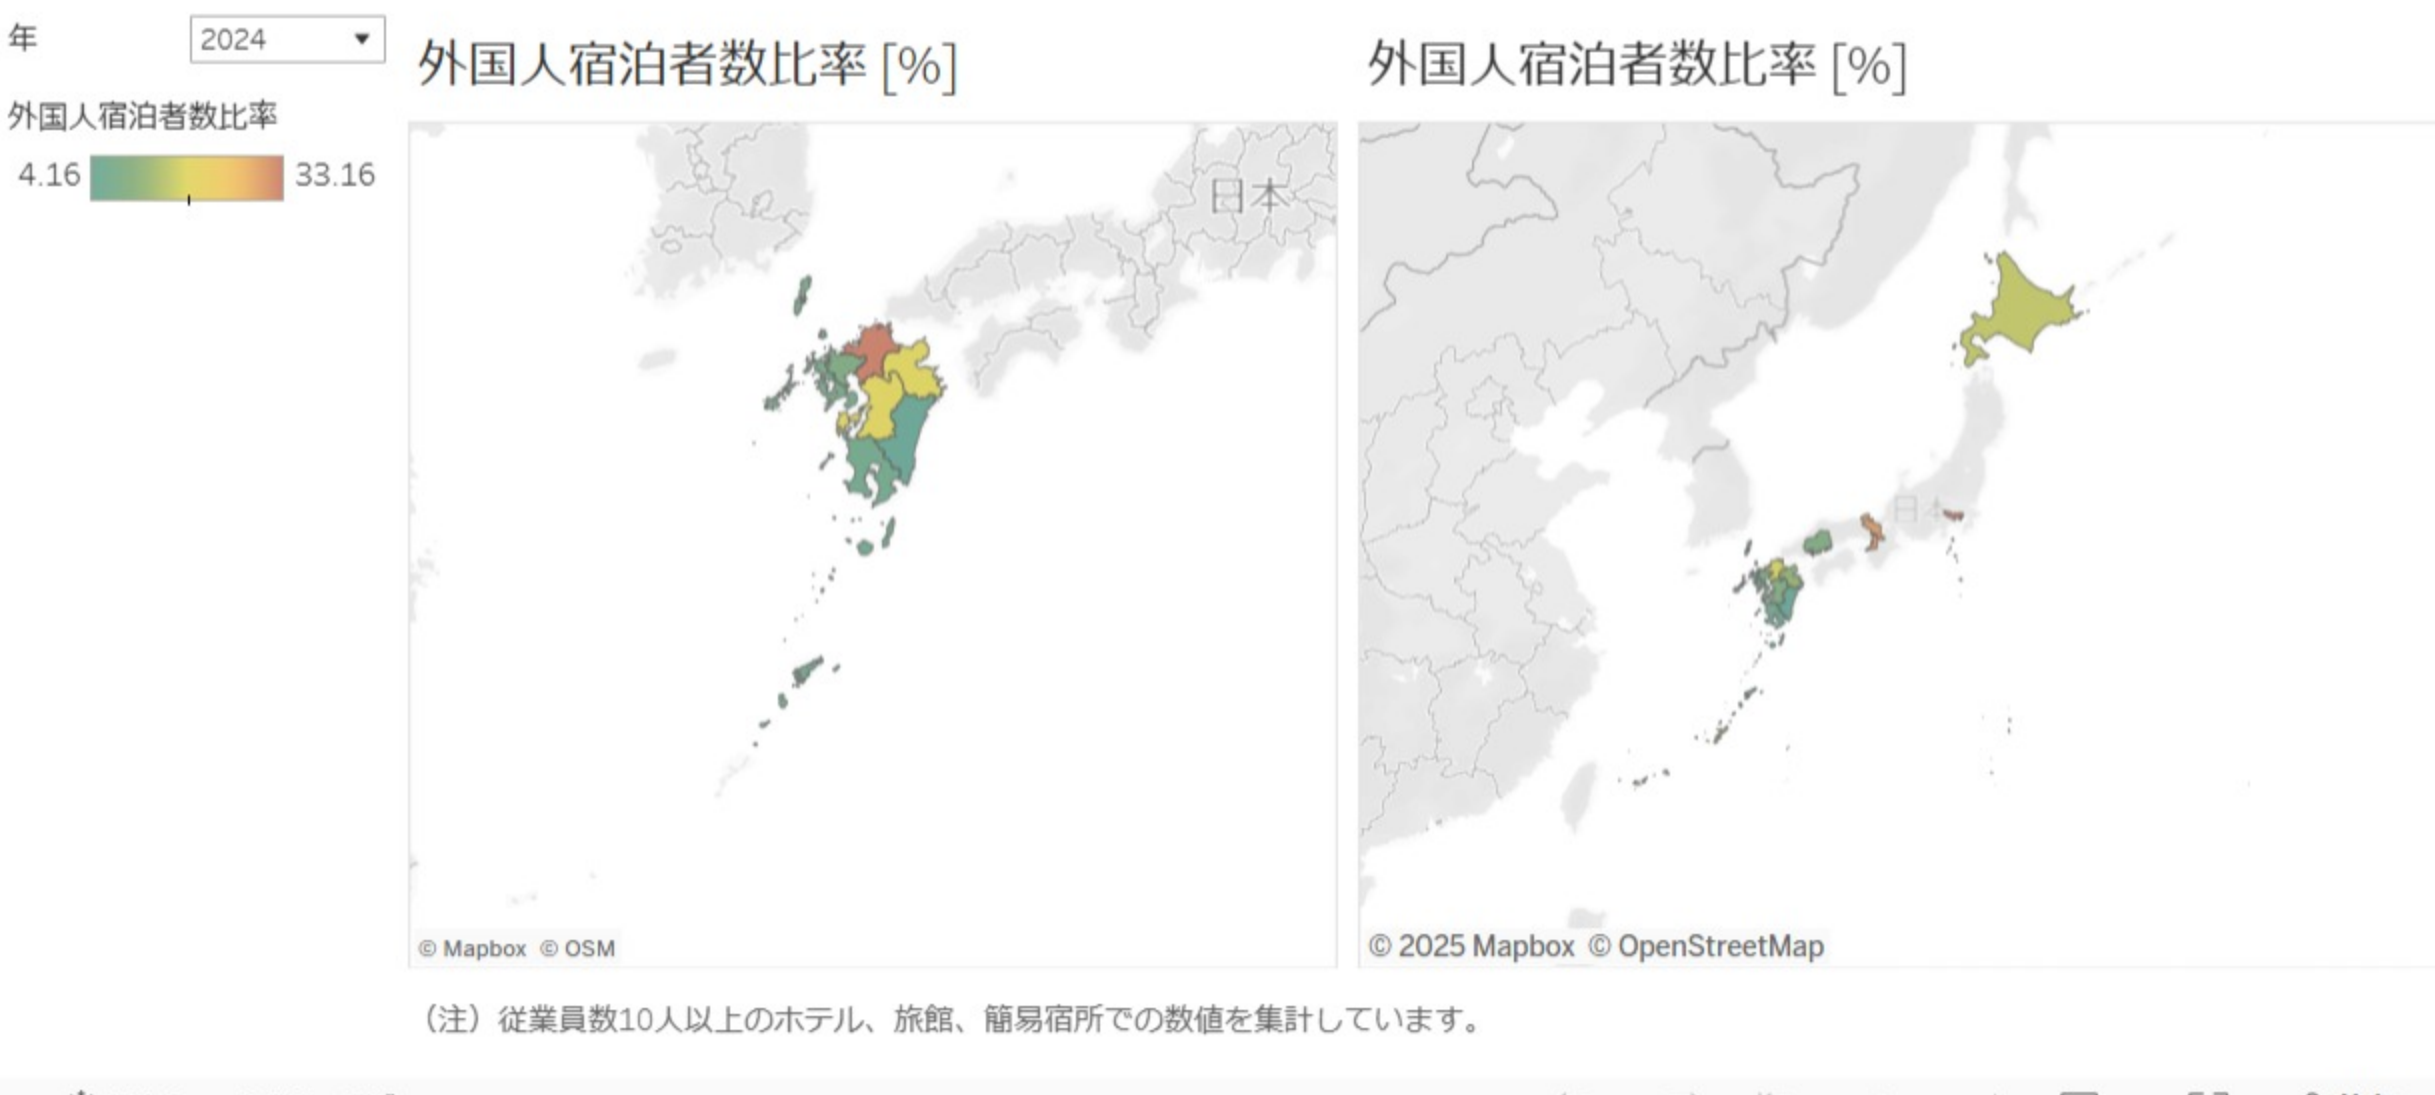 年
2024
外国人宿泊者数比率
4.16
33.16
外国人宿泊者数比率 [%]
日本
© Mapbox © OSM
外国人宿泊者数比率 [%]
日本
© 2025 Mapbox © OpenStreetMap
（注）従業員数10人以上のホテル、旅館、簡易宿所での数値を集計しています。